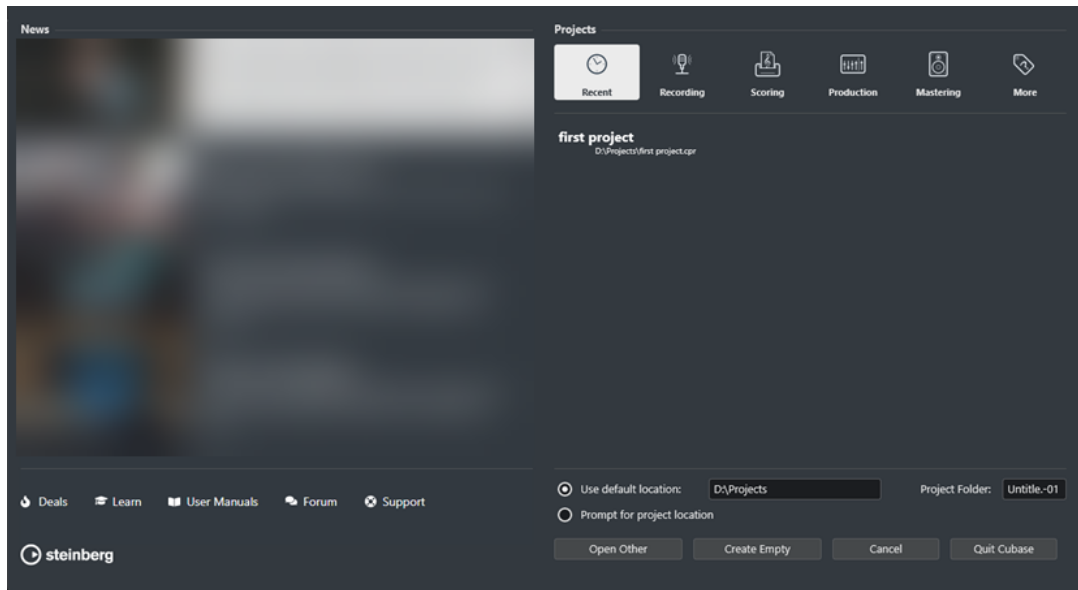 News
Projects
Recent
Recording
Scoring
Production
Mastering
More
first project
D:\Projects\first project.cpr
Use default location:
D:\Projects
Project Folder:
Untitle.-01
Prompt for project location
Deals
Learn
User Manuals
Forum
Support
steinberg
Open Other
Create Empty
Cancel
Quit Cubase